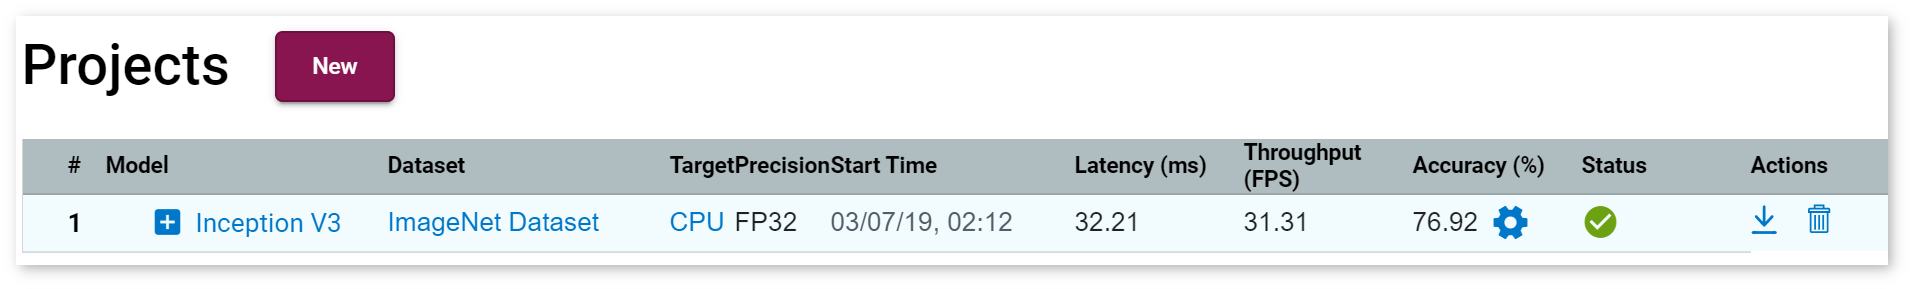 Projects New
# Model Dataset Target Precision Start Time Latency (ms) Throughput (FPS) Accuracy (%) Status Actions
1 Inception V3 ImageNet Dataset CPU FP32 03/07/19, 02:12 32.21 31.31 76.92